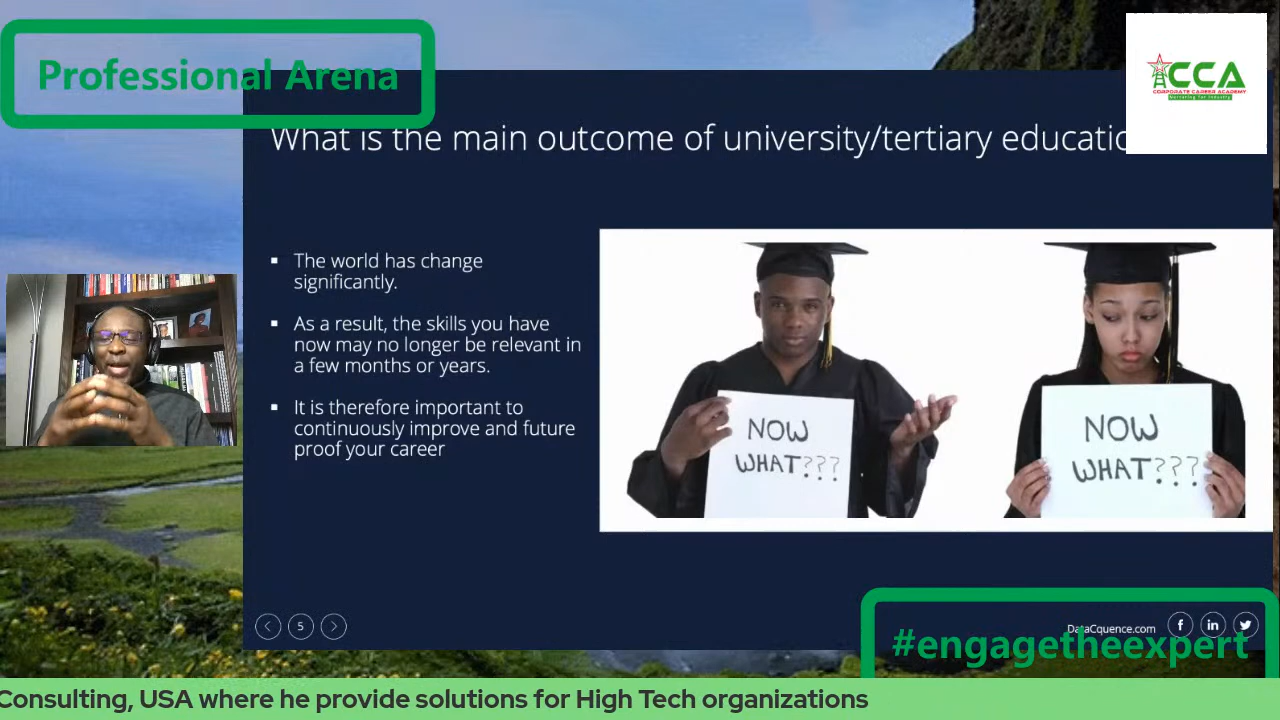 Professional Arena
CCA
CORPORATE CAREER ACADEMY
Mentoring for Industry
What is the main outcome of university/tertiary educatio
▪ The world has change
significantly.
▪ As a result, the skills you have
now may no longer be relevant in
a few months or years.
▪ It is therefore important to
continuously improve and future
proof your career
NOW
WHAT???
NOW
WHAT???
5
DataCquence.com
#engagetheexpert
Consulting, USA where he provide solutions for High Tech organizations